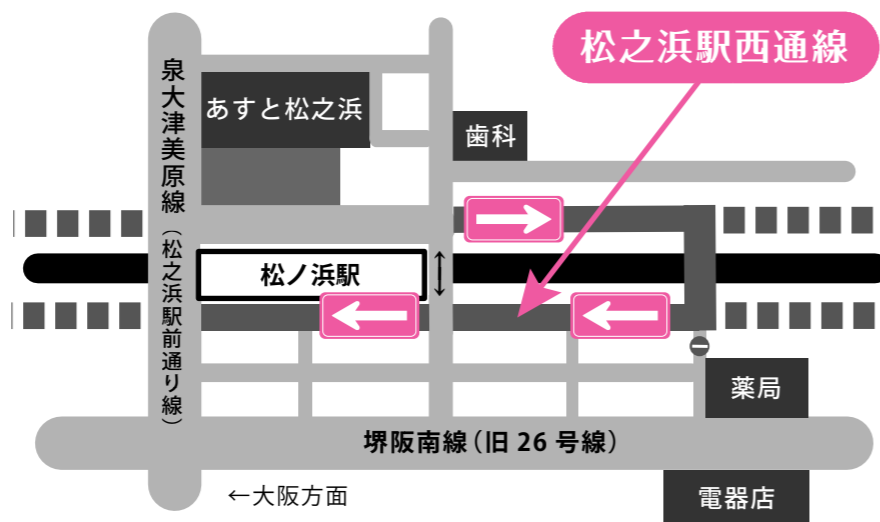 松之浜駅西通線
泉大津美原線
（松之浜駅前通り線）
あすと松之浜
歯科
松ノ浜駅
薬局
堺阪南線（旧26号線）
←大阪方面
電器店